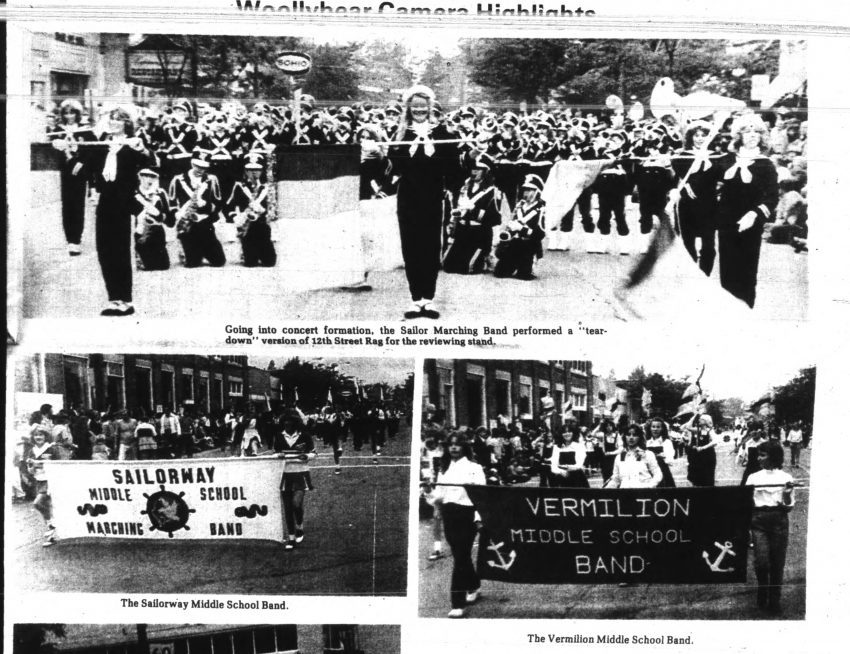 Woollybear Camera Highlights
SOHIO
Going into concert formation, the Sailor Marching Band performed a "tear-
down" version of 12th Street Rag for the reviewing stand.
SAILORWAY
MIDDLE SCHOOL
MARCHING BAND
The Sailorway Middle School Band.
VERMILION
MIDDLE SCHOOL
BAND
The Vermilion Middle School Band.